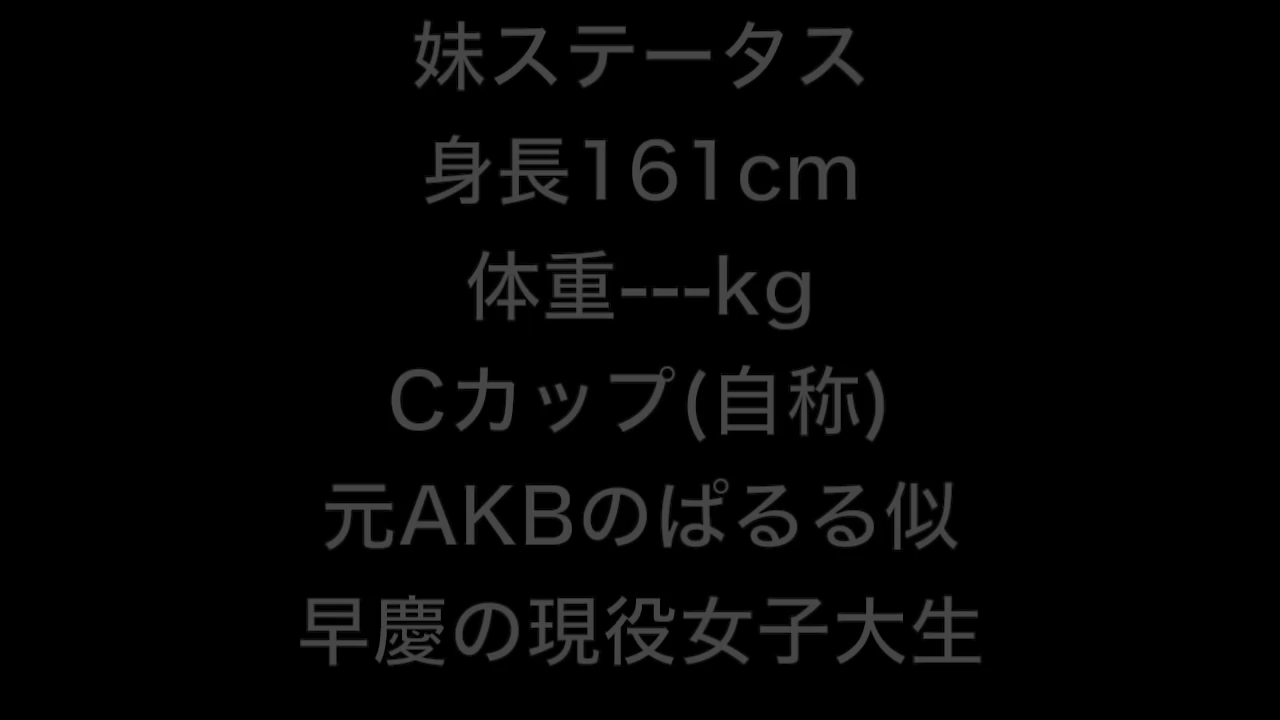 妹ステータス
身長161cm
体重---kg
Cカップ(自称)
元AKBのぱるる似
早慶の現役女子大生